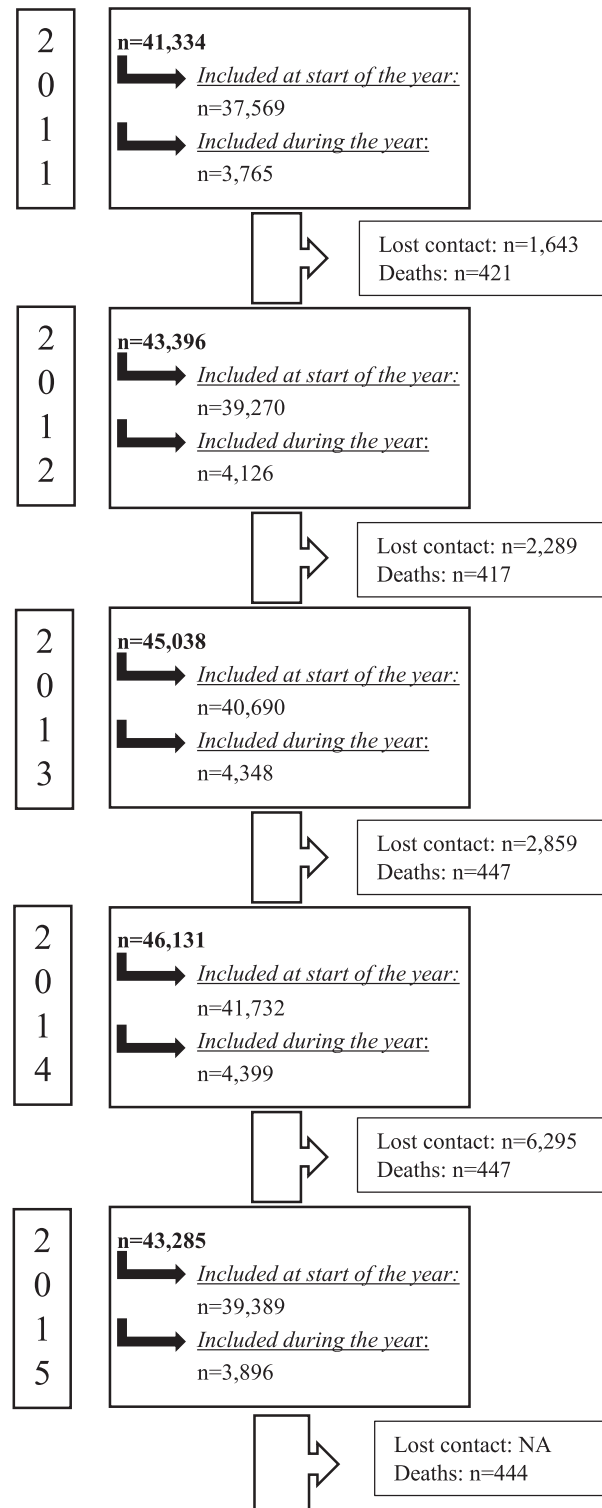 2
0
1
1
n=41,334
Included at start of the year:
n=37,569
Included during the year:
n=3,765
Lost contact: n=1,643
Deaths: n=421
2
0
1
2
n=43,396
Included at start of the year:
n=39,270
Included during the year:
n=4,126
Lost contact: n=2,289
Deaths: n=417
2
0
1
3
n=45,038
Included at start of the year:
n=40,690
Included during the year:
n=4,348
Lost contact: n=2,859
Deaths: n=447
2
0
1
4
n=46,131
Included at start of the year:
n=41,732
Included during the year:
n=4,399
Lost contact: n=6,295
Deaths: n=447
2
0
1
5
n=43,285
Included at start of the year:
n=39,389
Included during the year:
n=3,896
Lost contact: NA
Deaths: n=444